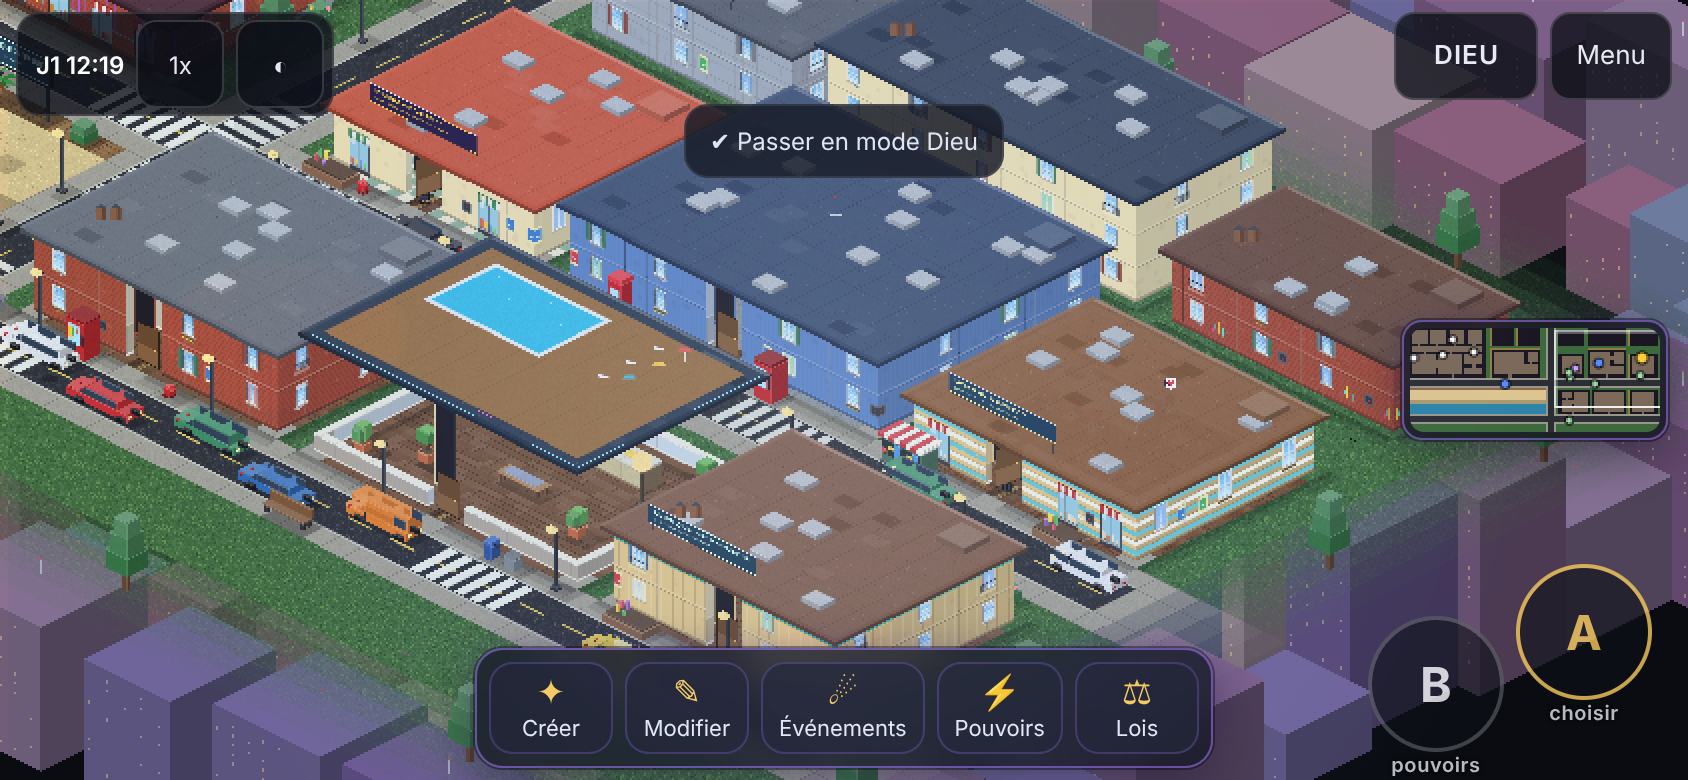 J1 12:19
1x
DIEU
Menu
✔ Passer en mode Dieu
Créer
Modifier
Événements
Pouvoirs
Lois
B
pouvoirs
A
choisir